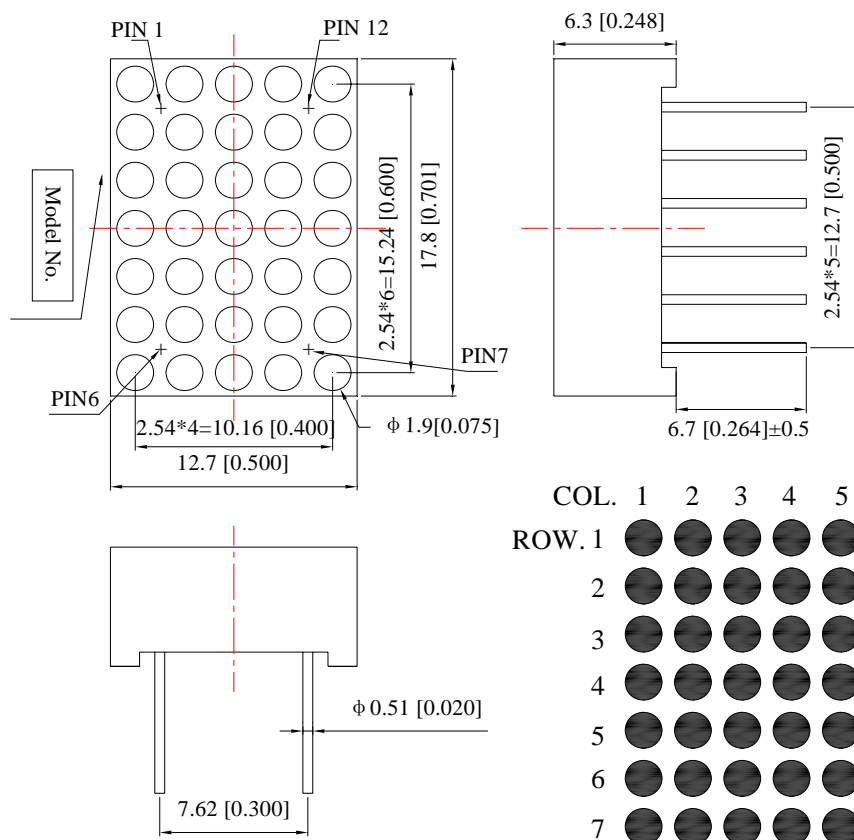 PIN 1
PIN 12
6.3 [0.248]
Model No.
2.54*6=15.24 [0.600]
17.8 [0.701]
2.54*5=12.7 [0.500]
PIN6
PIN7
2.54*4=10.16 [0.400]
ϕ 1.9[0.075]
12.7 [0.500]
6.7 [0.264]±0.5
COL. 1 2 3 4 5
ROW. 1
2
3
4
5
6
7
ϕ 0.51 [0.020]
7.62 [0.300]